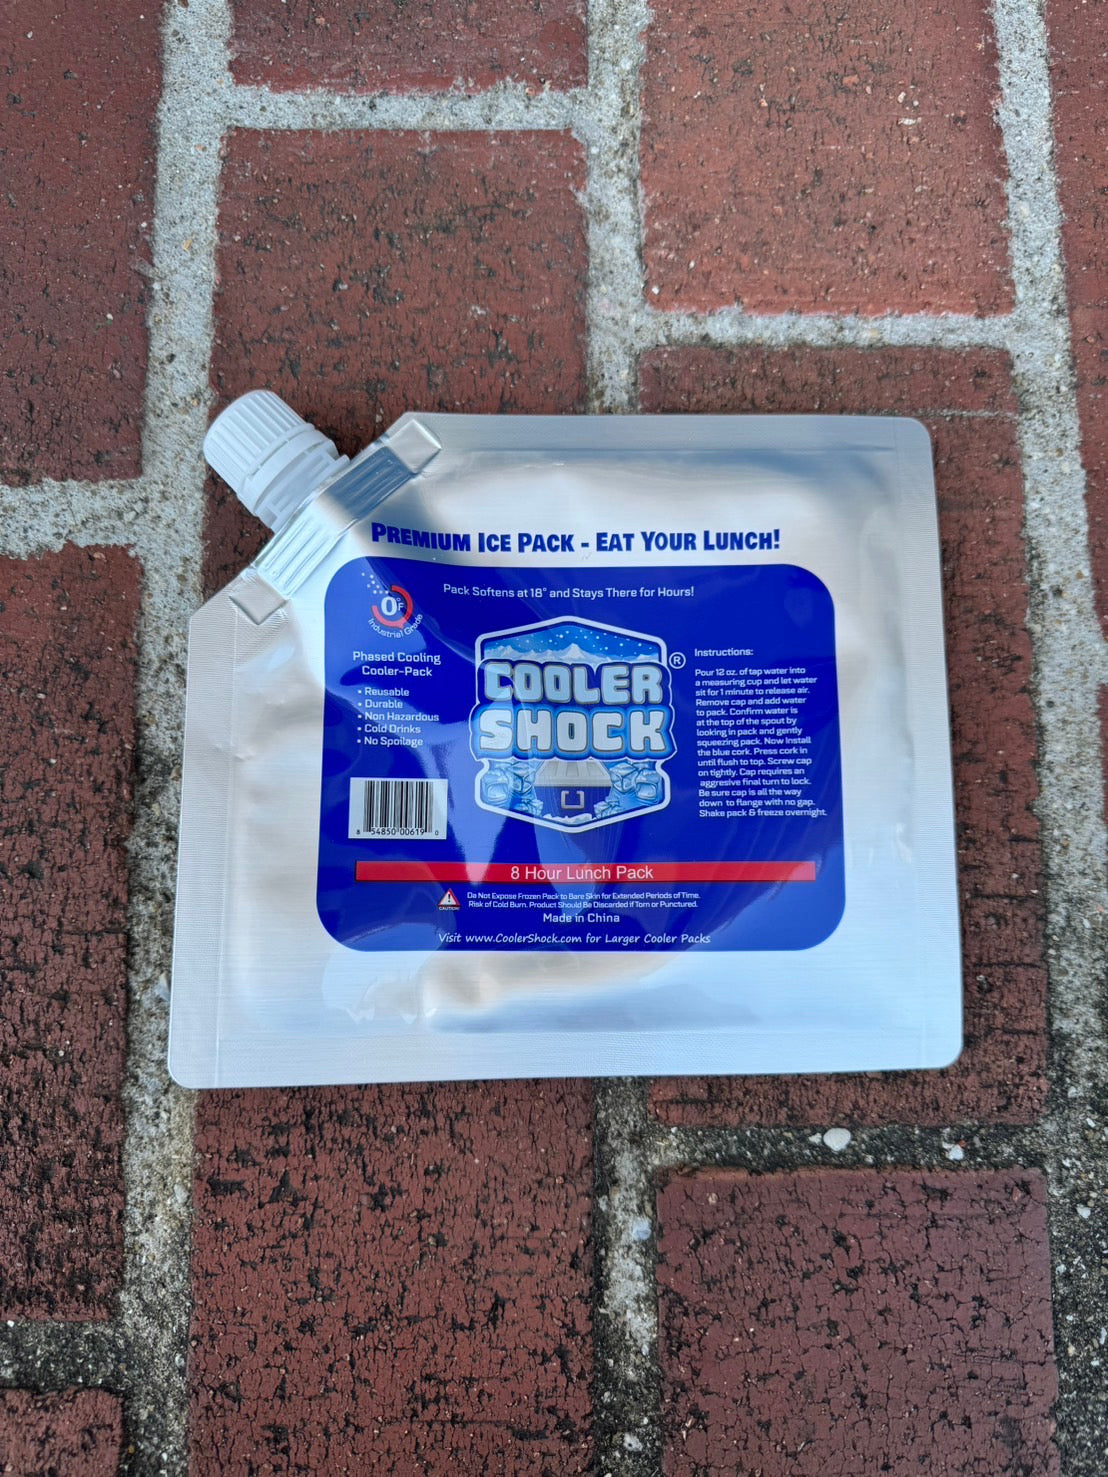 PREMIUM ICE PACK - EAT YOUR LUNCH!
Pack Softens at 18° and Stays There for Hours!
0°F
Industrial Grade
Phased Cooling
Cooler-Pack
• Reusable
• Durable
• Non Hazardous
• Cold Drinks
• No Spoilage
8 54850 00619 0
COOLER
SHOCK
®
Instructions:
Pour 12 oz. of tap water into
a measuring cup and let water
sit for 1 minute to release air.
Remove cap and add water
to pack. Confirm water is
at the top of the spout by
looking in pack and gently
squeezing pack. Now Install
the blue cork. Press cork in
until flush to top. Screw cap
on tightly. Cap requires an
aggresive final turn to lock.
Be sure cap is all the way
down to flange with no gap.
Shake pack & freeze overnight.
8 Hour Lunch Pack
CAUTION!
Do Not Expose Frozen Pack to Bare Skin for Extended Periods of Time.
Risk of Cold Burn. Product Should Be Discarded if Torn or Punctured.
Made in China
Visit www.CoolerShock.com for Larger Cooler Packs